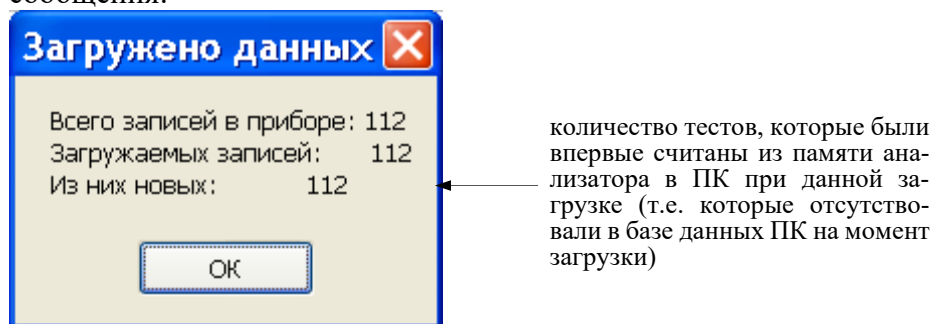 сообщения.
Загружено данных
Всего записей в приборе: 112
Загружаемых записей: 112
Из них новых: 112
ОК
количество тестов, которые были
впервые считаны из памяти ана-
лизатора в ПК при данной за-
грузке (т.е. которые отсутство-
вали в базе данных ПК на момент
загрузки)